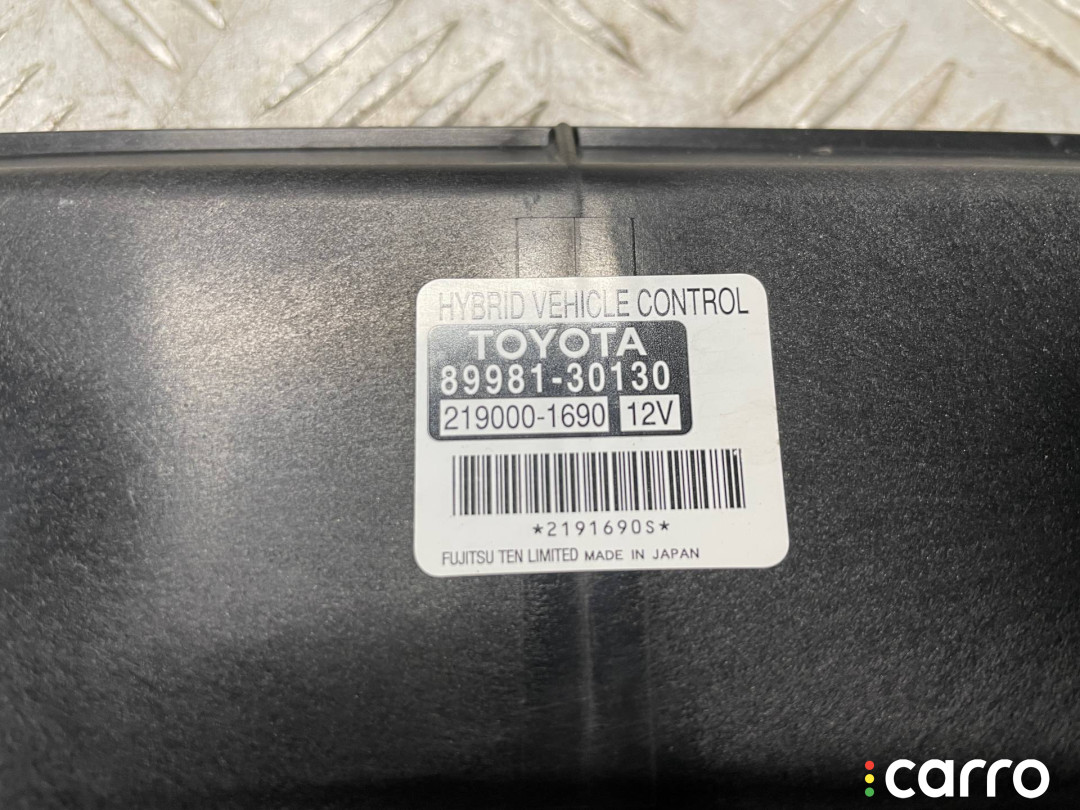 HYBRID VEHICLE CONTROL
TOYOTA
89981-30130
219000-1690 12V
*2191690S*
FUJITSU TEN LIMITED MADE IN JAPAN
carro